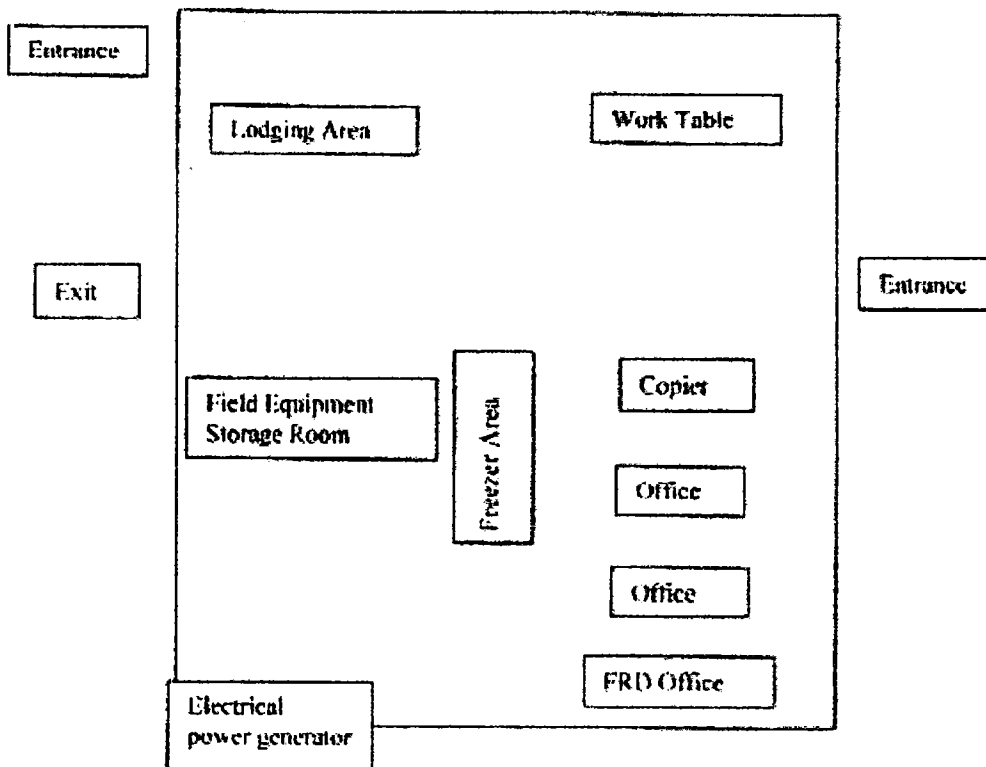 Entrance
Lodging Area
Work Table
Exit
Entrance
Field Equipment
Storage Room
Freezer Area
Copier
Office
Office
FRD Office
Electrical
power generator